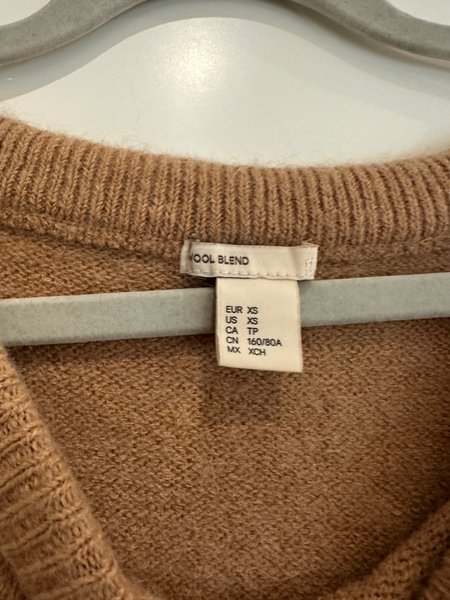 OOL BLEND
EUR XS
US XS
CA TP
CN 160/80A
MX XCH